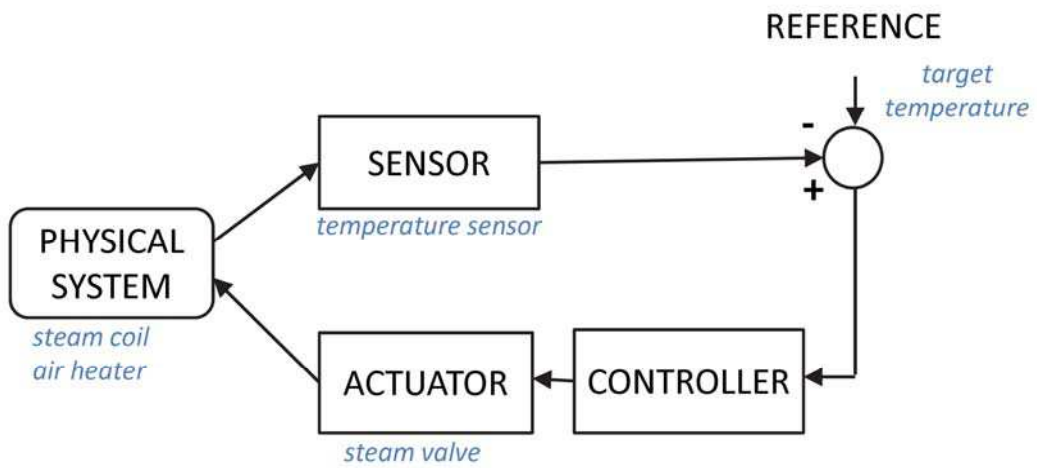 REFERENCE
target
temperature
-
SENSOR
+
temperature sensor
PHYSICAL
SYSTEM
steam coil
air heater
ACTUATOR
CONTROLLER
steam valve